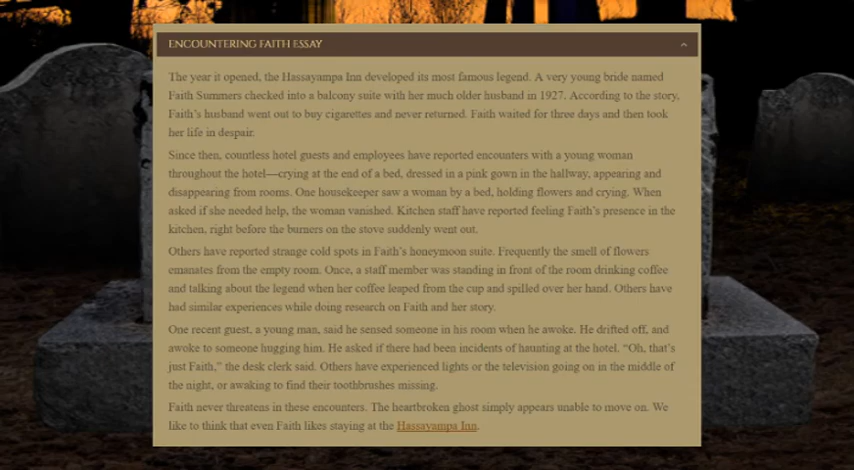 ENCOUNTERING FAITH ESSAY
The year it opened, the Hassayampa Inn developed its most famous legend. A very young bride named
Faith Summers checked into a balcony suite with her much older husband in 1927. According to the story,
Faith's husband went out to buy cigarettes and never returned. Faith waited for three days and then took
her life in despair.
Since then, countless hotel guests and employees have reported encounters with a young woman
throughout the hotel—crying at the end of a bed, dressed in a pink gown in the hallway, appearing and
disappearing from rooms. One housekeeper saw a woman by a bed, holding flowers and crying. When
asked if she needed help, the woman vanished. Kitchen staff have reported feeling Faith's presence in the
kitchen, right before the burners on the stove suddenly went out.
Others have reported strange cold spots in Faith's honeymoon suite. Frequently the smell of flowers
emanates from the empty room. Once, a staff member was standing in front of the room drinking coffee
and talking about the legend when her coffee leaped from the cup and spilled over her hand. Others have
had similar experiences while doing research on Faith and her story.
One recent guest, a young man, said he sensed someone in his room when he awoke. He drifted off, and
awoke to someone hugging him. He asked if there had been incidents of haunting at the hotel. “Oh, that's
just Faith,” the desk clerk said. Others have experienced lights or the television going on in the middle of
the night, or awaking to find their toothbrushes missing.
Faith never threatens in these encounters. The heartbroken ghost simply appears unable to move on. We
like to think that even Faith likes staying at the Hassayampa Inn.